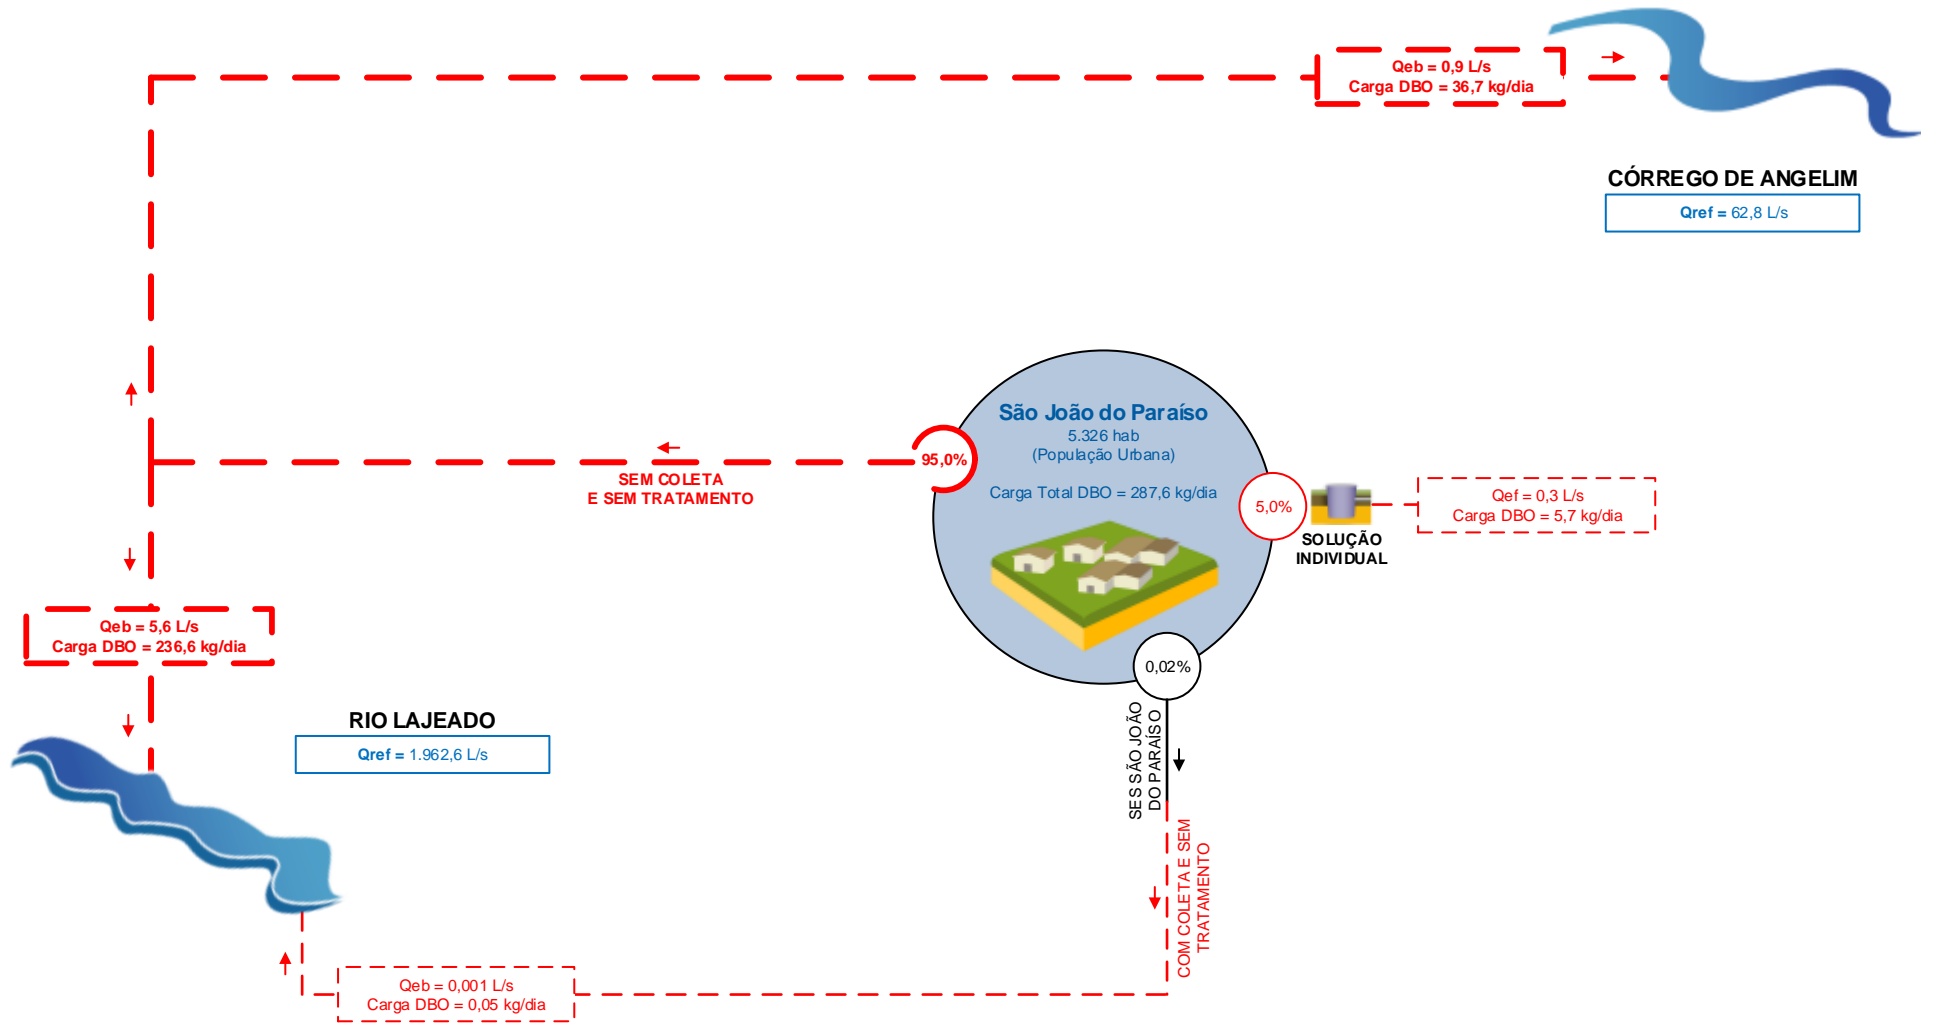 Qeb = 0,9 L/s
Carga DBO = 36,7 kg/dia
CÓRREGO DE ANGELIM
Qref = 62,8 L/s
São João do Paraíso
5.326 hab
(População Urbana)
Carga Total DBO = 287,6 kg/dia
95,0%
SEM COLETA
E SEM TRATAMENTO
5,0%
SOLUÇÃO
INDIVIDUAL
Qef = 0,3 L/s
Carga DBO = 5,7 kg/dia
Qeb = 5,6 L/s
Carga DBO = 236,6 kg/dia
0,02%
RIO LAJEADO
Qref = 1.962,6 L/s
SES SÃO JOÃO
DO PARAÍSO
COM COLETA E SEM
TRATAMENTO
Qeb = 0,001 L/s
Carga DBO = 0,05 kg/dia